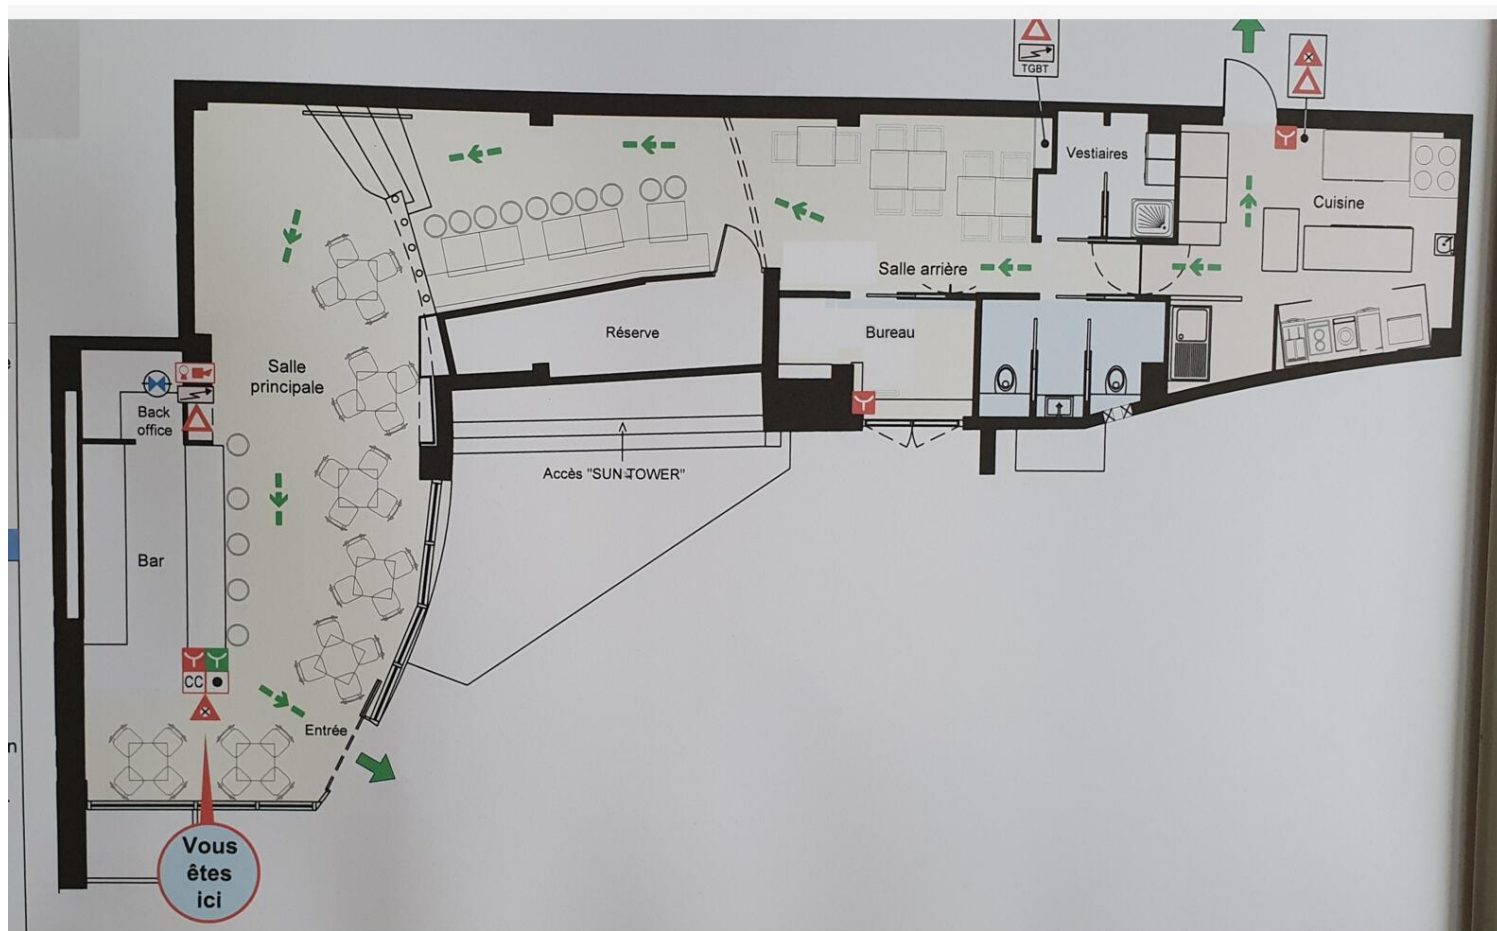 TGBT
Vestiaires
Cuisine
Salle arrière
Réserve
Bureau
Salle
principale
Back
office
Accès "SUN TOWER"
Bar
CC
Entrée
n
Vous
êtes
ici